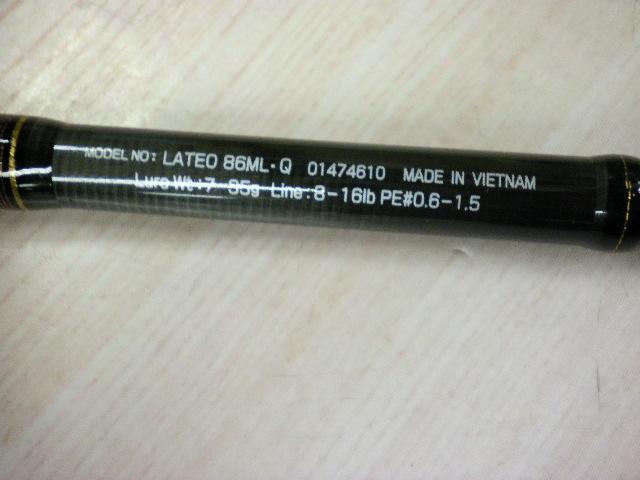 MODEL NO: LATEO 86ML·Q 01474610 MADE IN VIETNAM
Lure Wt:7 35g Line:8-16lb PE#0.6-1.5